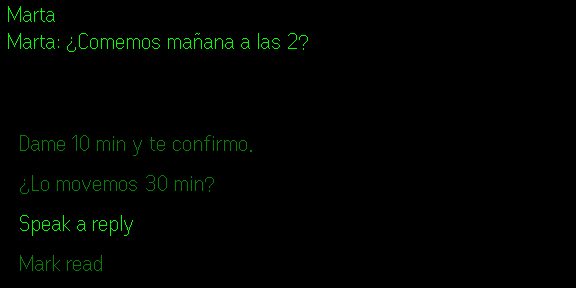 Marta
Marta: ¿Comemos mañana a las 2?
Dame 10 min y te confirmo.
¿Lo movemos 30 min?
Speak a reply
Mark read